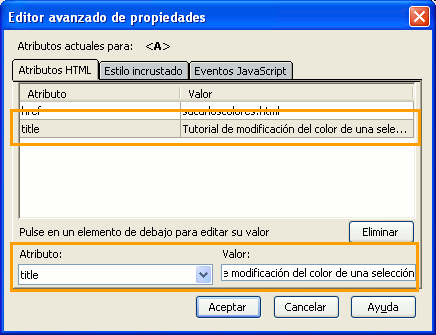 Editor avanzado de propiedades
Atributos actuales para: <A>
Atributos HTML Estilo incrustado Eventos JavaScript
Atributo Valor
href
title Tutorial de modificación del color de una sele...
Pulse en un elemento de debajo para editar su valor Eliminar
Atributo: Valor:
title e modificación del color de una selección
Aceptar Cancelar Ayuda